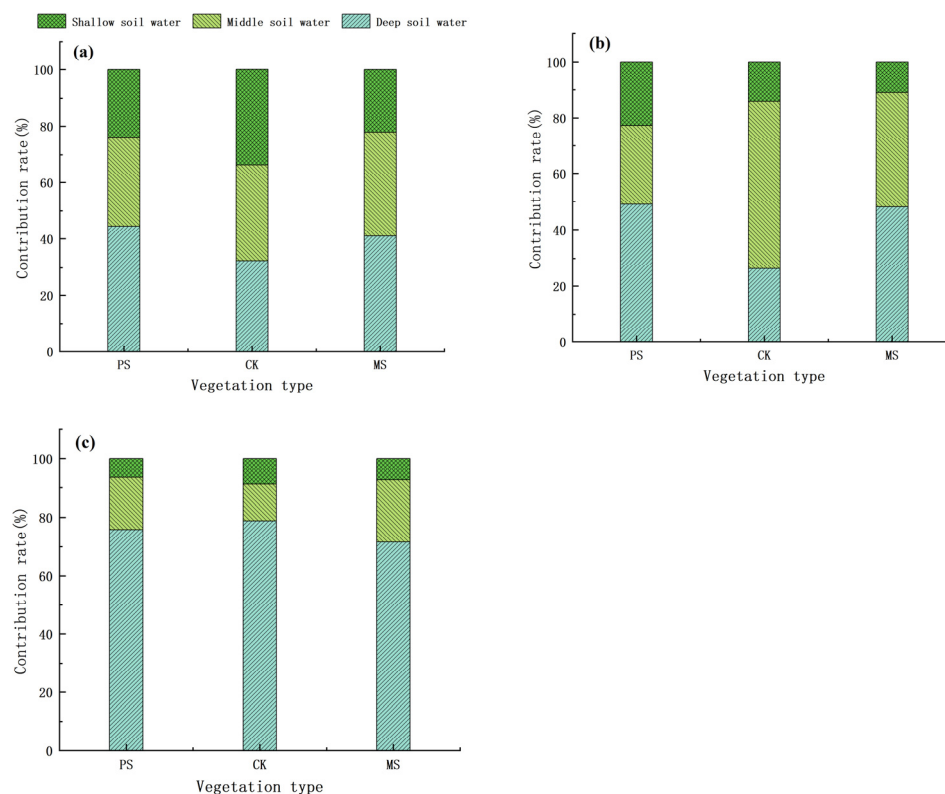 Shallow soil water Middle soil water Deep soil water
(a)
100
80
60
40
20
0
Contribution rate(%)
PS CK MS
Vegetation type
(b)
100
80
60
40
20
0
Contribution rate(%)
PS CK MS
Vegetation type
(c)
100
80
60
40
20
0
Contribution rate(%)
PS CK MS
Vegetation type